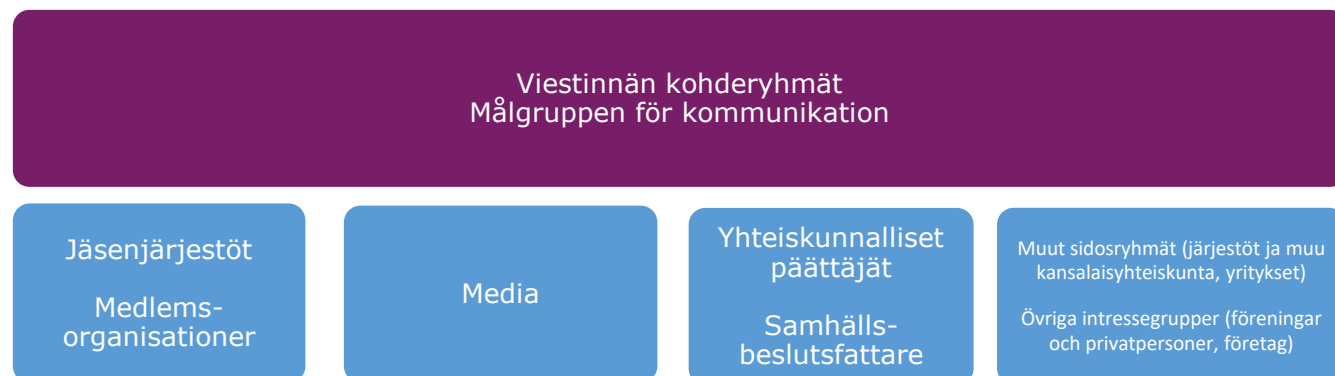 Viestinnän kohderyhmät
Målgruppen för kommunikation
Jäsenjärjestöt
Medlems-
organisationer
Media
Yhteiskunnalliset
päättäjät
Samhälls-
beslutsfattare
Muut sidosryhmät (järjestöt ja muu
kansalaisyhteiskunta, yritykset)
Övriga intressegrupper (föreningar
och privatpersoner, företag)